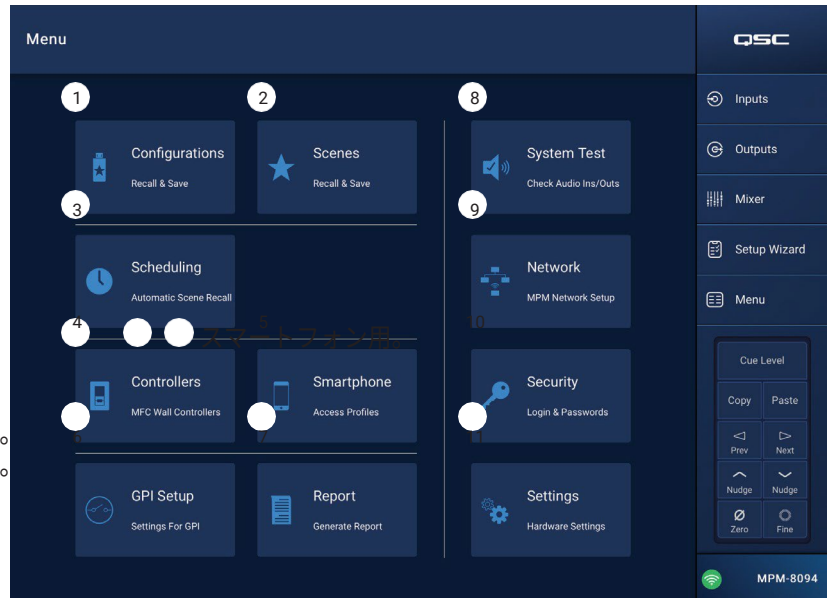 Menu
QSC
1
2
8
Configurations
Recall & Save
Scenes
Recall & Save
System Test
Check Audio Ins/Outs
3
9
Scheduling
Automatic Scene Recall
Network
MPM Network Setup
4
5
10
スマートフォン用。
Controllers
MFC Wall Controllers
Smartphone
Access Profiles
Security
Login & Passwords
6
7
11
GPI Setup
Settings For GPI
Report
Generate Report
Settings
Hardware Settings
Inputs
Outputs
Mixer
Setup Wizard
Menu
Cue Level
Copy
Paste
Prev
Next
Nudge
Nudge
Zero
Fine
MPM-8094